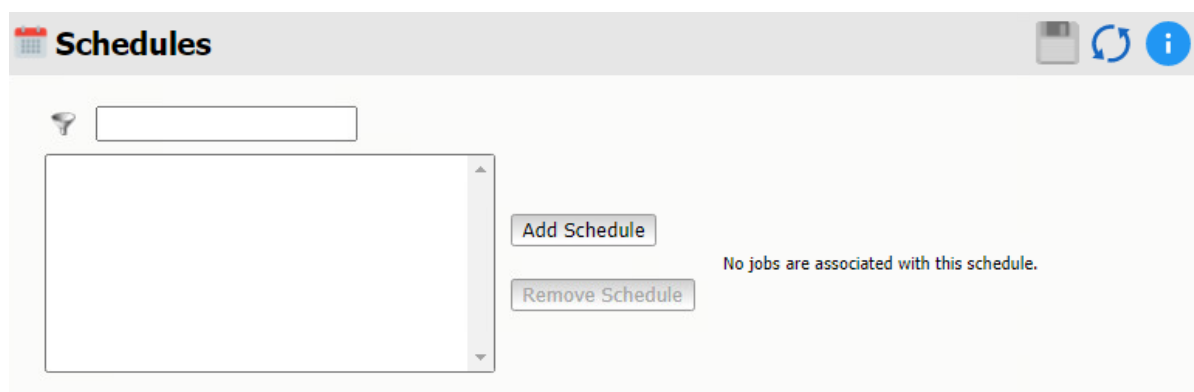 Schedules
Add Schedule
No jobs are associated with this schedule.
Remove Schedule